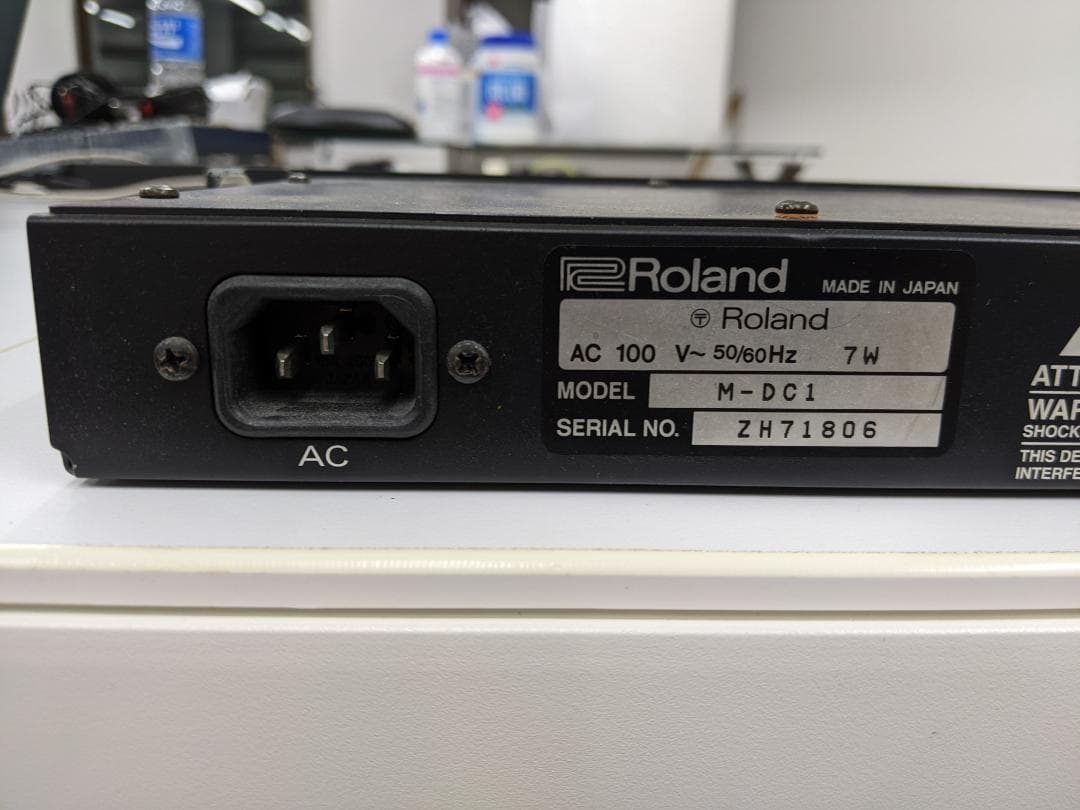 Roland MADE IN JAPAN
〶 Roland
AC 100 V~ 50/60Hz 7W
MODEL M-DC1
SERIAL NO. ZH71806
AC
ATT
WAR
SHOCK
THIS DE
INTERFE